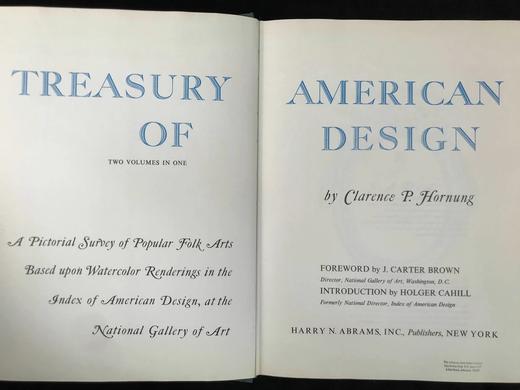 TREASURY
OF
TWO VOLUMES IN ONE
A Pictorial Survey of Popular Folk Arts
Based upon Watercolor Renderings in the
Index of American Design, at the
National Gallery of Art
AMERICAN
DESIGN
by Clarence P. Hornung
FOREWORD by J. CARTER BROWN
Director, National Gallery of Art, Washington, D. C.
INTRODUCTION by HOLGER CAHILL
Formerly National Director, Index of American Design
HARRY N. ABRAMS, INC., Publishers, NEW YORK